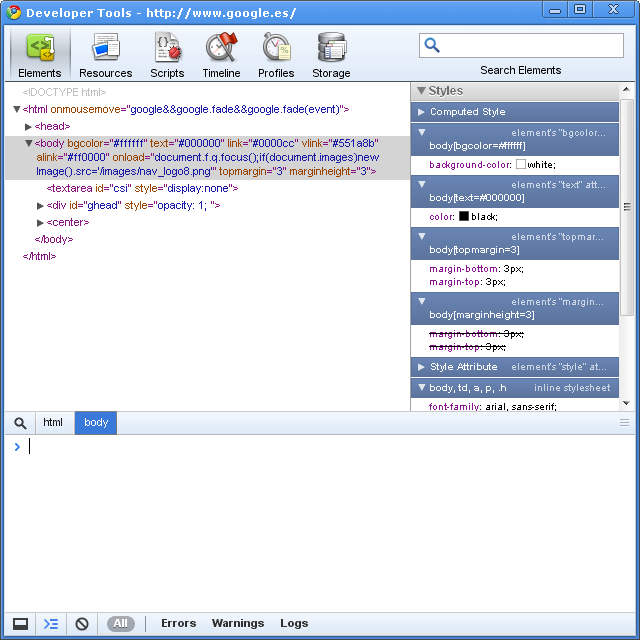 Developer Tools - http://www.google.es/
Elements
Resources
Scripts
Timeline
Profiles
Storage
Search Elements
<!DOCTYPE html>
<html onmousemove="google&&google.fade&&google.fade(event)">
<head>
<body bgcolor="#ffffff" text="#000000" link="#0000cc" vlink="#551a8b"
alink="#ff0000" onload="document.f.q.focus();if(document.images)new
Image().src='/images/nav_logo8.png'" topmargin="3" marginheight="3">
<textarea id="csi" style="display:none">
<div id="ghead" style="opacity: 1; ">
<center>
</body>
</html>
Styles
Computed Style
element's "bgcolor...
body[bgcolor=#ffffff]
background-color: white;
element's "text" att...
body[text=#000000]
color: black;
element's "topmar...
body[topmargin=3]
margin-bottom: 3px;
margin-top: 3px;
element's "margin...
body[marginheight=3]
margin-bottom: 3px;
margin-top: 3px;
Style Attribute element's "style" at...
body, td, a, p, .h inline stylesheet
font-family: arial, sans-serif;
html
body
>
All
Errors
Warnings
Logs